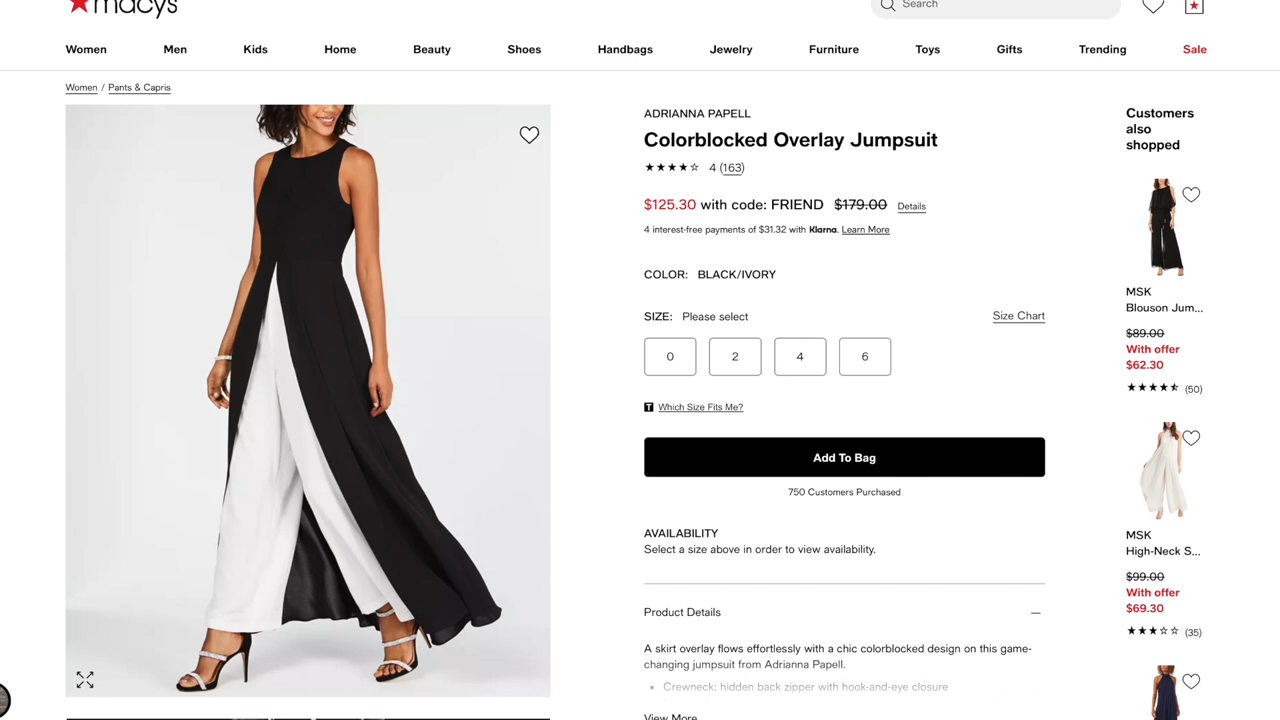 macys
Search
Women Men Kids Home Beauty Shoes Handbags Jewelry Furniture Toys Gifts Trending Sale
Women / Pants & Capris
ADRIANNA PAPELL
Colorblocked Overlay Jumpsuit
★★★★☆ 4 (163)
$125.30 with code: FRIEND $179.00 Details
4 interest-free payments of $31.32 with Klarna. Learn More
COLOR: BLACK/IVORY
SIZE: Please select Size Chart
0 2 4 6
T Which Size Fits Me?
Add To Bag
750 Customers Purchased
AVAILABILITY
Select a size above in order to view availability.
Product Details
A skirt overlay flows effortlessly with a chic colorblocked design on this game-
changing jumpsuit from Adrianna Papell.
• Crewneck; hidden back zipper with hook-and-eye closure
View More
Customers
also
shopped
MSK
Blouson Jum...
$89.00
With offer
$62.30
(50)
MSK
High-Neck S...
$99.00
With offer
$69.30
(35)